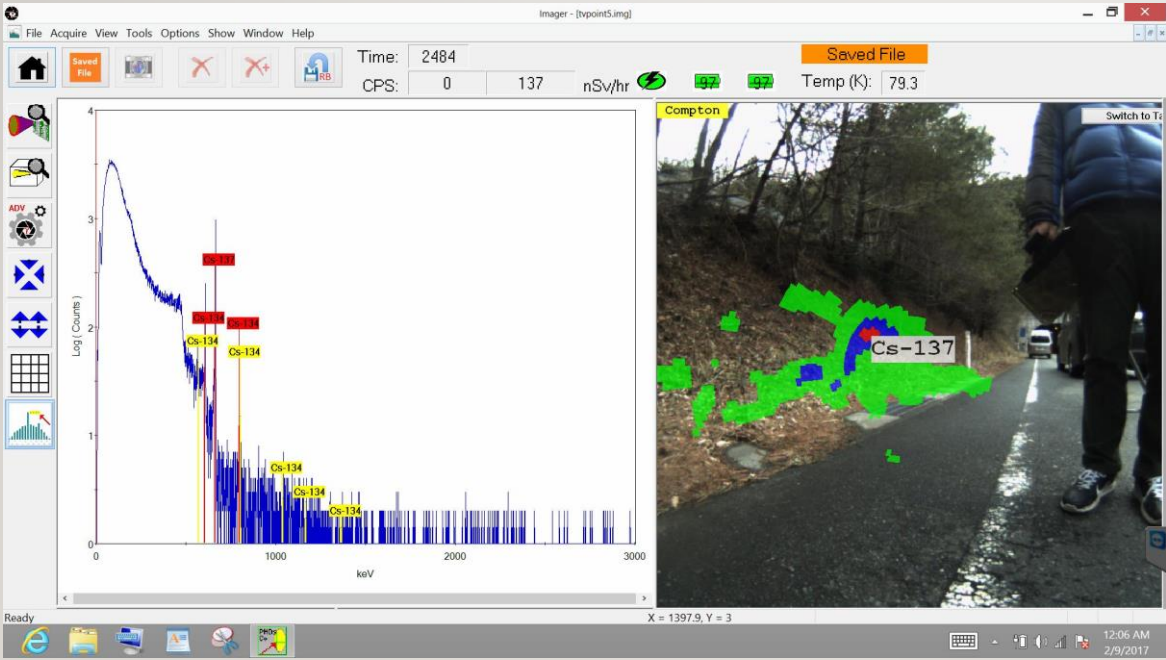 Imager - [tvpoint5.img]
File Acquire View Tools Options Show Window Help
Saved File
RB
Time: 2484
CPS: 0 137 nSv/hr
97 97
Saved File
Temp (K): 79.3
ADV
4
3
2
1
0
Log ( Counts )
Cs-137
Cs-134
Cs-134
Cs-134
Cs-134
Cs-134
Cs-134
Cs-134
0 1000 2000 3000
keV
Compton
Switch to Ta
Cs-137
Ready
X = 1397.9, Y = 3
12:06 AM
2/9/2017